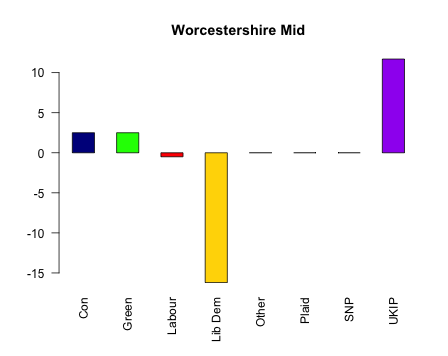 Worcestershire Mid
10
5
0
-5
-10
-15
Con
Green
Labour
Lib Dem
Other
Plaid
SNP
UKIP